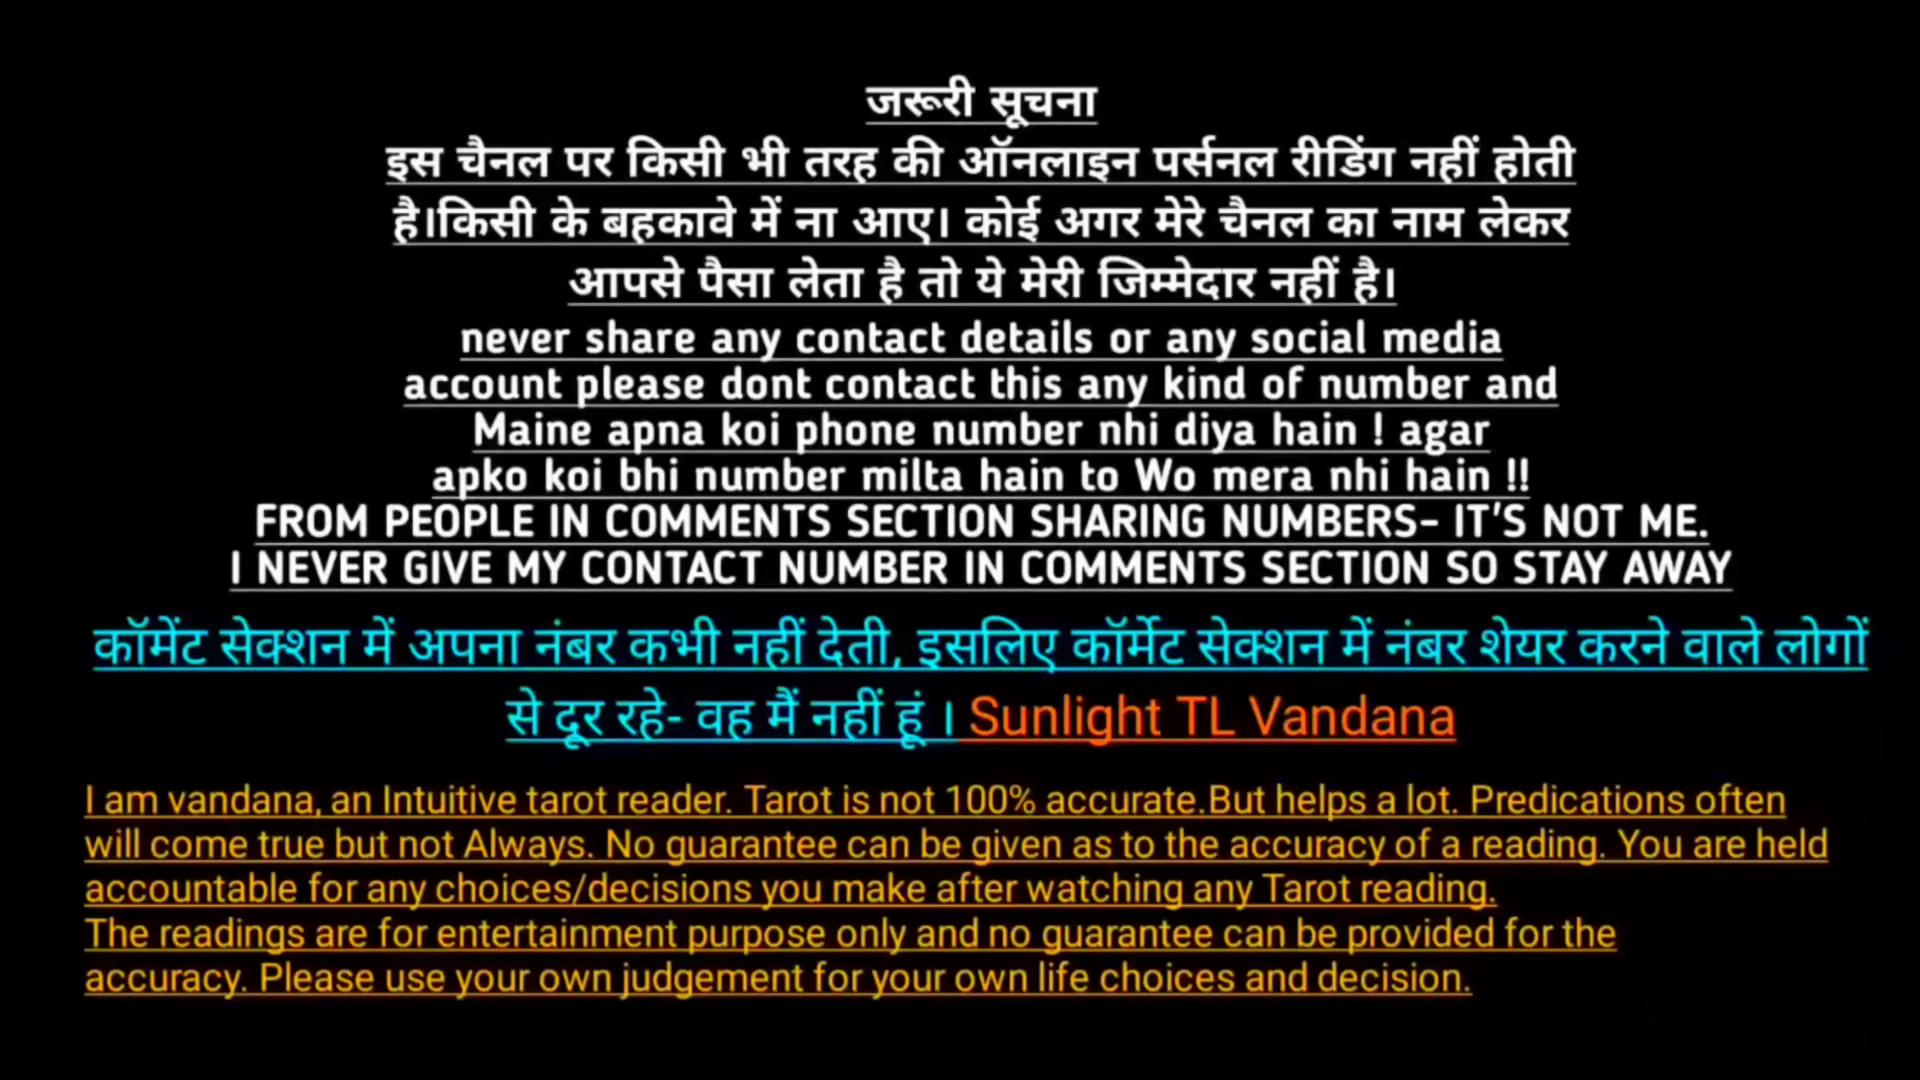 जरूरी सूचना
इस चैनल पर किसी भी तरह की ऑनलाइन पर्सनल रीडिंग नहीं होती
है।किसी के बहकावे में ना आए। कोई अगर मेरे चैनल का नाम लेकर
आपसे पैसा लेता है तो ये मेरी जिम्मेदार नहीं है।
never share any contact details or any social media
account please dont contact this any kind of number and
Maine apna koi phone number nhi diya hain ! agar
apko koi bhi number milta hain to Wo mera nhi hain !!
FROM PEOPLE IN COMMENTS SECTION SHARING NUMBERS- IT'S NOT ME.
I NEVER GIVE MY CONTACT NUMBER IN COMMENTS SECTION SO STAY AWAY
कॉमेंट सेक्शन में अपना नंबर कभी नहीं देती, इसलिए कॉर्मेट सेक्शन में नंबर शेयर करने वाले लोगों
से दूर रहे- वह मैं नहीं हूं । Sunlight TL Vandana
I am vandana, an Intuitive tarot reader. Tarot is not 100% accurate.But helps a lot. Predications often
will come true but not Always. No guarantee can be given as to the accuracy of a reading. You are held
accountable for any choices/decisions you make after watching any Tarot reading.
The readings are for entertainment purpose only and no guarantee can be provided for the
accuracy. Please use your own judgement for your own life choices and decision.